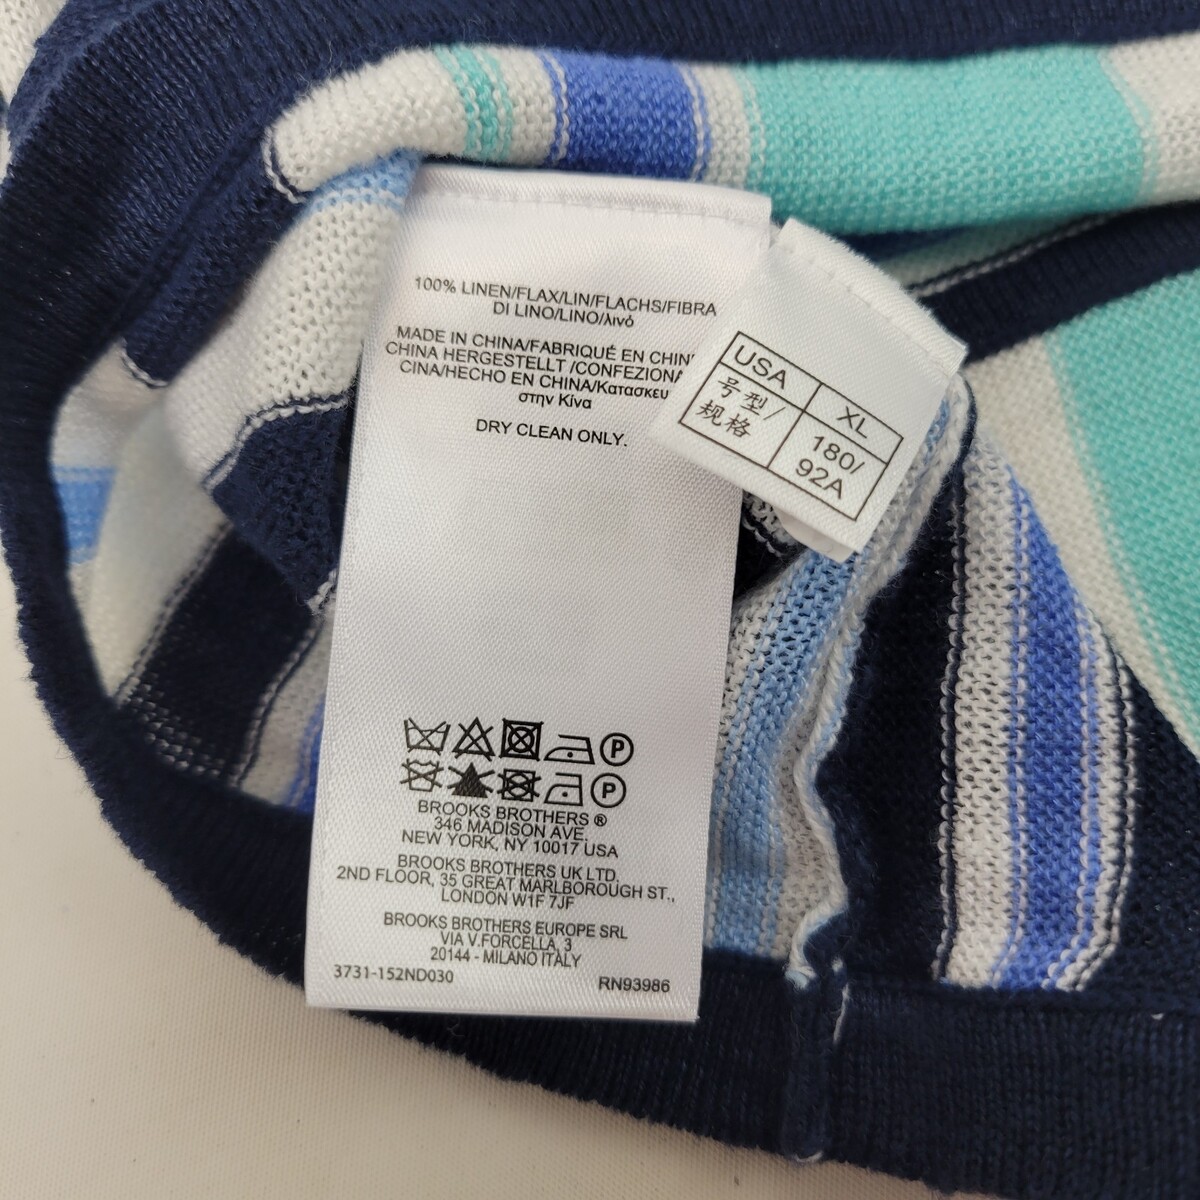 100% LINEN/FLAX/LIN/FLACHS/FIBRA
DI LINO/LINO/λινό
MADE IN CHINA/FABRIQUÉ EN
CHINA HERGESTELLT /CONFEZIONA
CINA/HECHO EN CHINA/Κατασκευ
στην Κίνα
DRY CLEAN ONLY.
USA XL
号型/ 180/
规格 92A
P
P
BROOKS BROTHERS ®
346 MADISON AVE,
NEW YORK, NY 10017 USA
BROOKS BROTHERS UK LTD.
2ND FLOOR, 35 GREAT MARLBOROUGH ST.,
LONDON W1F 7JF
BROOKS BROTHERS EUROPE SRL
VIA V.FORCELLA, 3
20144 - MILANO ITALY
3731-152ND030 RN93986